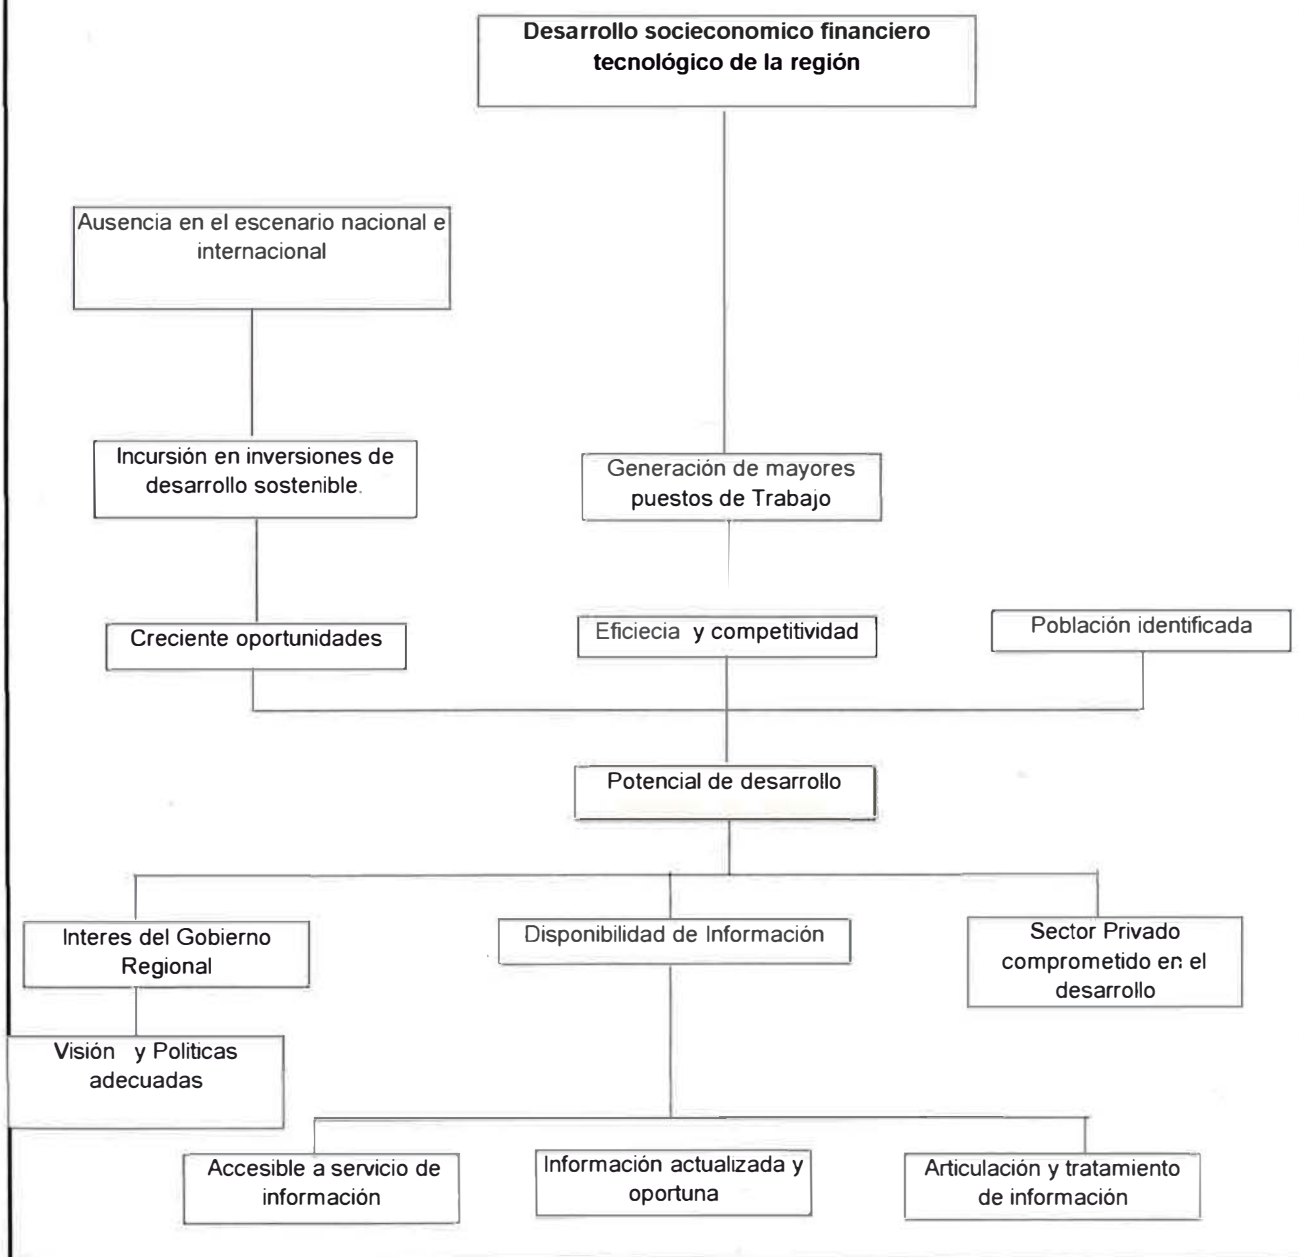 Desarrollo socieconomico financiero
tecnológico de la región
Ausencia en el escenario nacional e
internacional
Incursión en inversiones de
desarrollo sostenible.
Generación de mayores
puestos de Trabajo
Creciente oportunidades
Eficiecia y competitividad
Población identificada
Potencial de desarrollo
Interes del Gobierno
Regional
Disponibilidad de Información
Sector Privado
comprometido en el
desarrollo
Visión y Politicas
adecuadas
Accesible a servicio de
información
Información actualizada y
oportuna
Articulación y tratamiento
de información